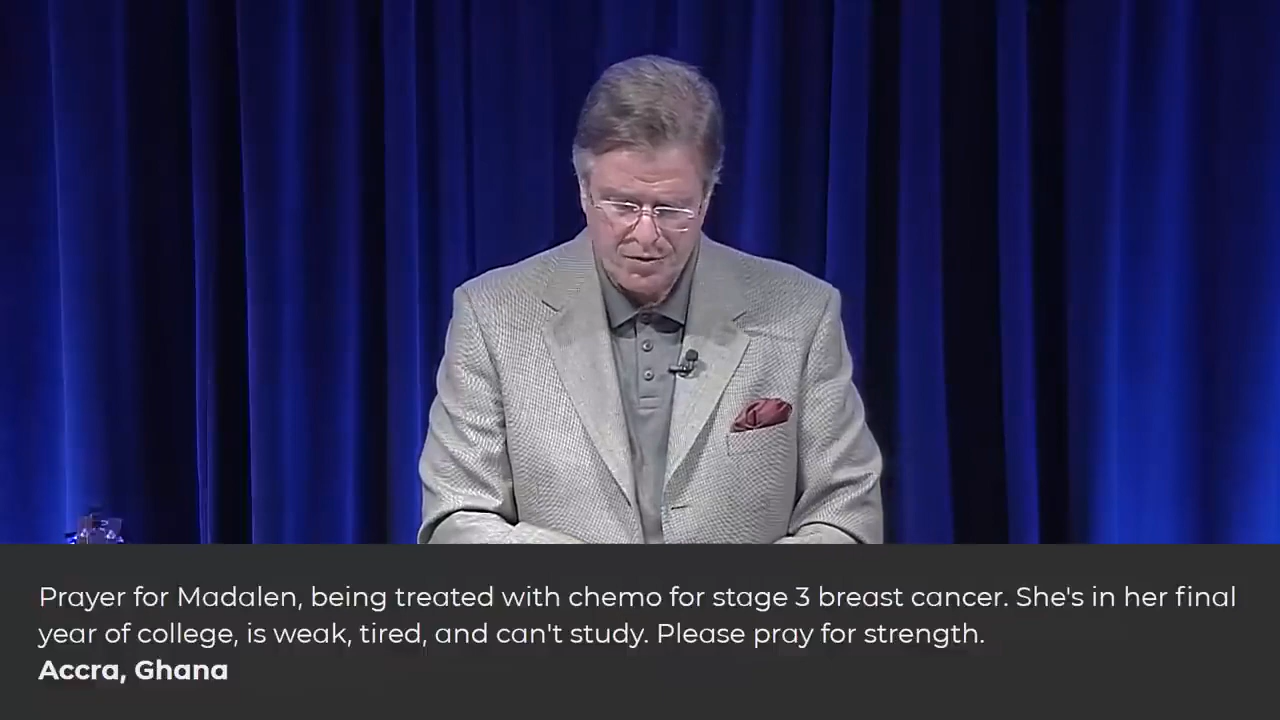 Prayer for Madalen, being treated with chemo for stage 3 breast cancer. She's in her final
year of college, is weak, tired, and can't study. Please pray for strength.
Accra, Ghana